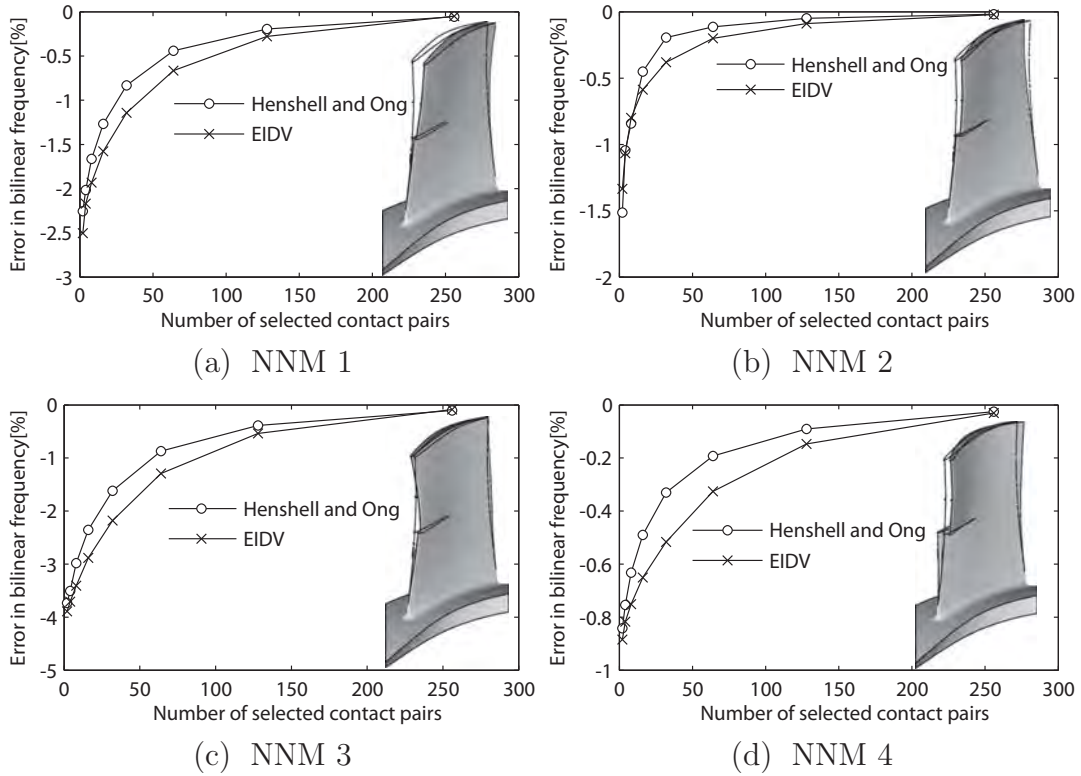 0
-0.5
-1
-1.5
-2
-2.5
-3
Error in bilinear frequency[%]
Henshell and Ong
EIDV
0 50 100 150 200 250 300
Number of selected contact pairs
(a) NNM 1
0
-0.5
-1
-1.5
-2
Error in bilinear frequency[%]
Henshell and Ong
EIDV
0 50 100 150 200 250 300
Number of selected contact pairs
(b) NNM 2
0
-1
-2
-3
-4
-5
Error in bilinear frequency[%]
Henshell and Ong
EIDV
0 50 100 150 200 250 300
Number of selected contact pairs
(c) NNM 3
0
-0.2
-0.4
-0.6
-0.8
-1
Error in bilinear frequency[%]
Henshell and Ong
EIDV
0 50 100 150 200 250 300
Number of selected contact pairs
(d) NNM 4